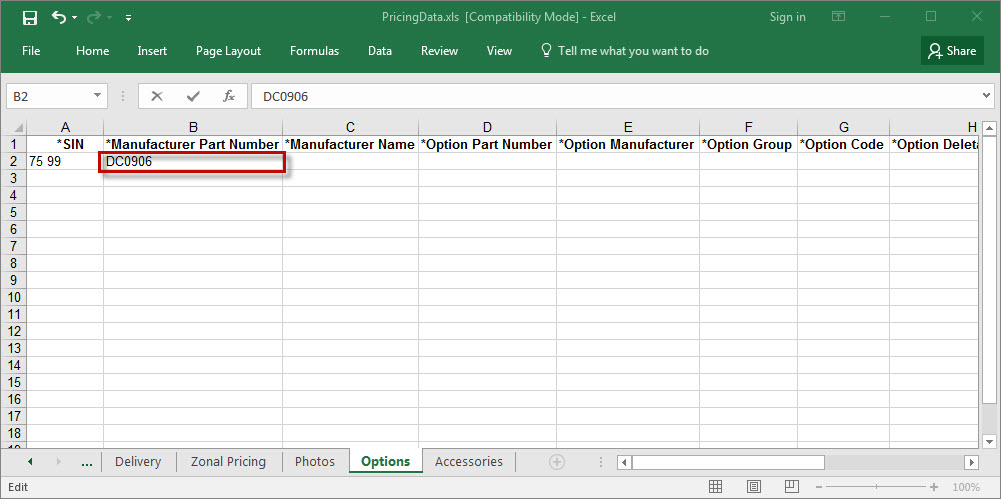 PricingData.xls [Compatibility Mode] - Excel
Sign in
File Home Insert Page Layout Formulas Data Review View Tell me what you want to do Share
B2 fx DC0906
A B C D E F G H
1 *SIN *Manufacturer Part Number *Manufacturer Name *Option Part Number *Option Manufacturer *Option Group *Option Code *Option Deleta
2 75 99 DC0906
3
4
5
6
7
8
9
10
11
12
13
14
15
16
17
18
... Delivery Zonal Pricing Photos Options Accessories
Edit 100%